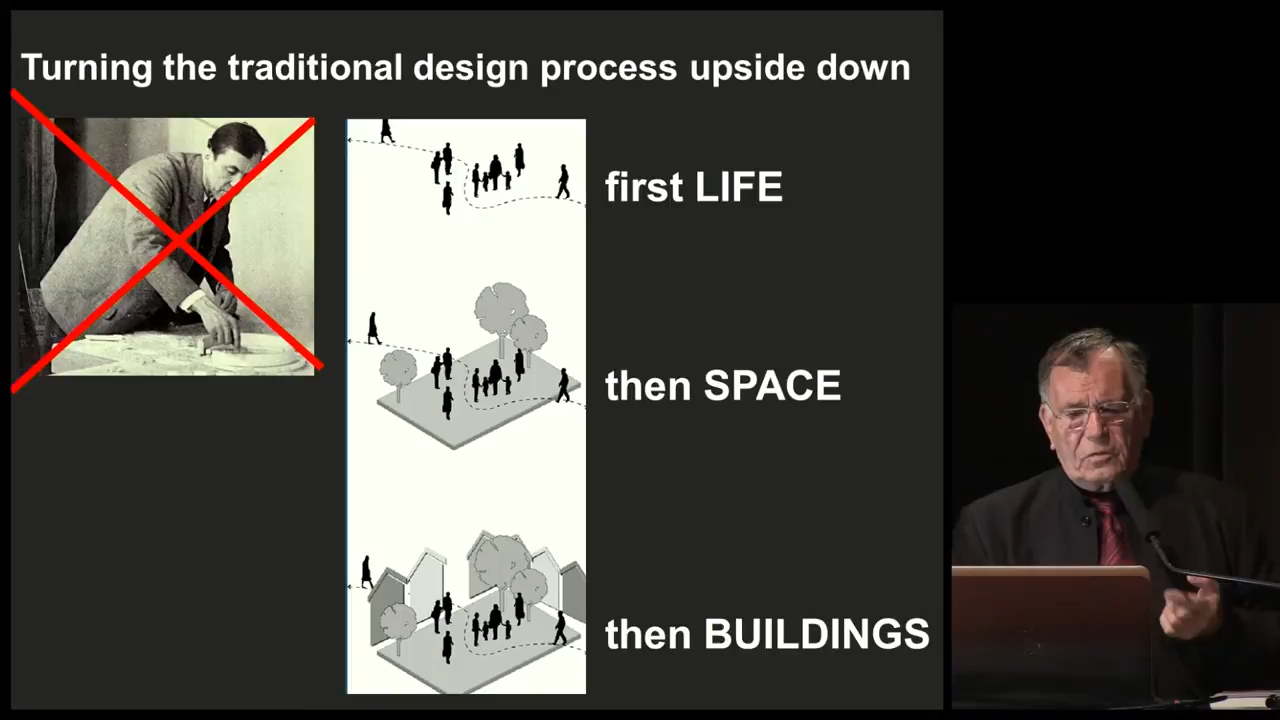 Turning the traditional design process upside down
first LIFE
then SPACE
then BUILDINGS